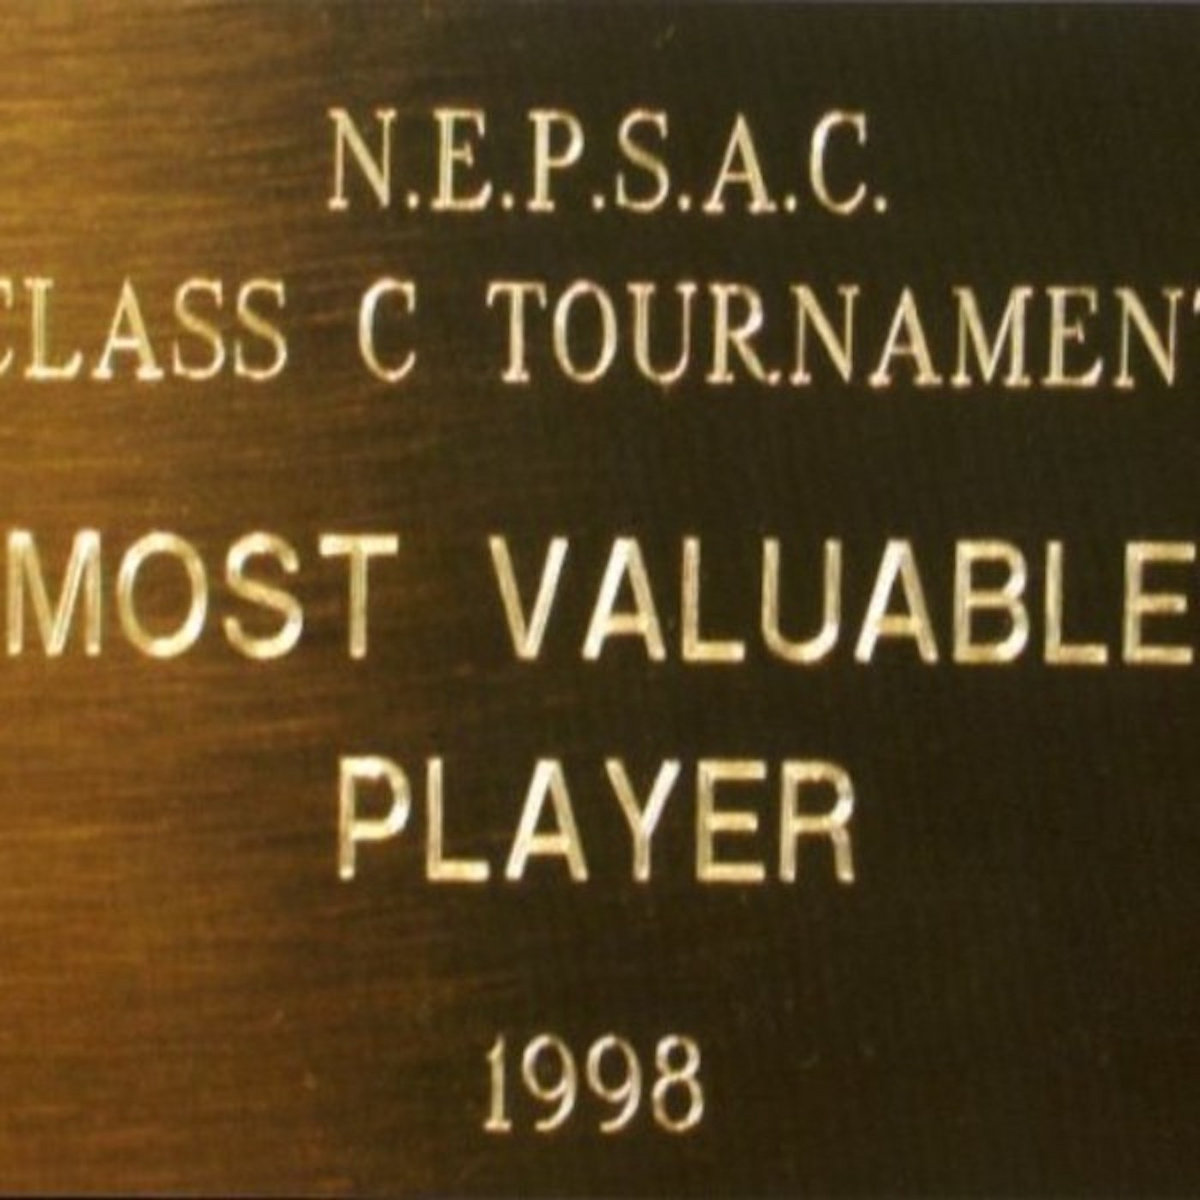 N.E.P.S.A.C.
CLASS C TOURNAMENT
MOST VALUABLE
PLAYER
1998